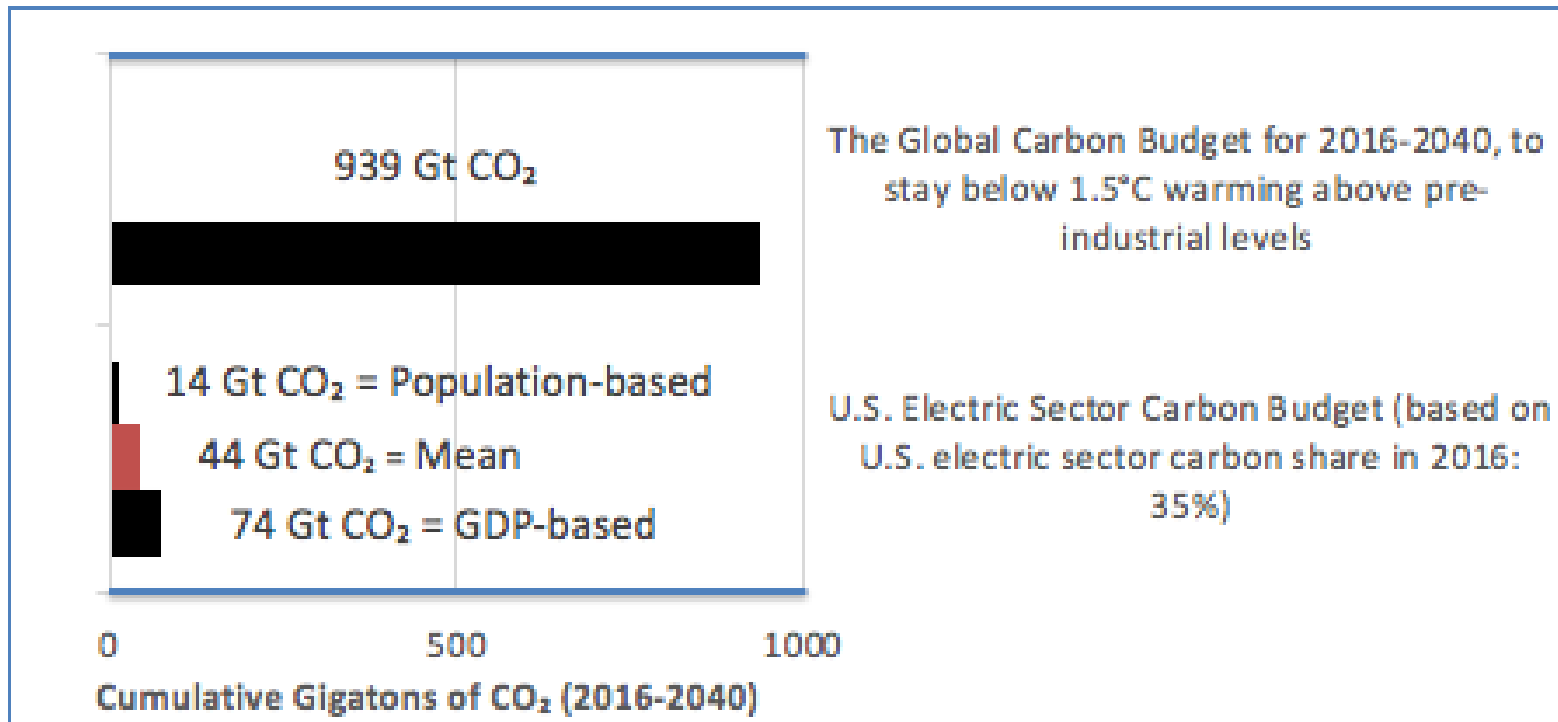 939 Gt CO₂
The Global Carbon Budget for 2016-2040, to
stay below 1.5°C warming above pre-
industrial levels
14 Gt CO₂ = Population-based
44 Gt CO₂ = Mean
74 Gt CO₂ = GDP-based
U.S. Electric Sector Carbon Budget (based on
U.S. electric sector carbon share in 2016:
35%)
0 500 1000
Cumulative Gigatons of CO₂ (2016-2040)